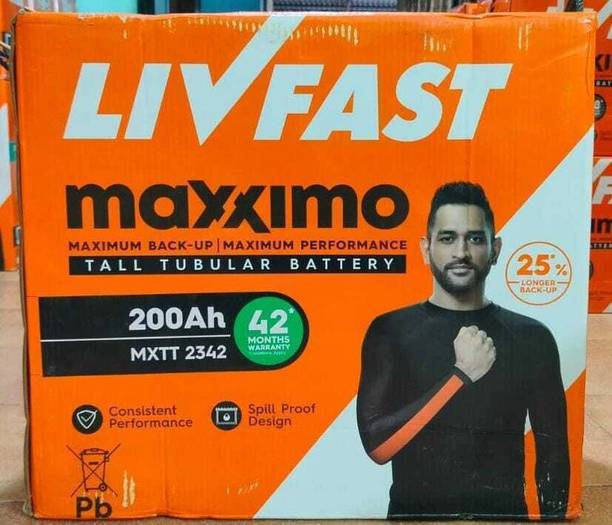 LIVFAST
maxximo
MAXIMUM BACK-UP | MAXIMUM PERFORMANCE
TALL TUBULAR BATTERY
25*%
LONGER
BACK-UP
200Ah
MXTT 2342
42*
MONTHS
WARRANTY
Consistent
Performance
Spill Proof
Design
Pb